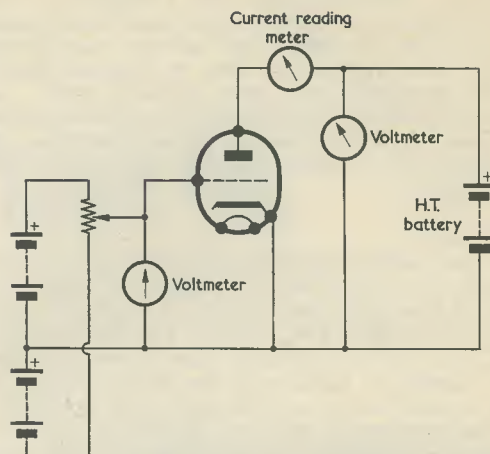 Current reading
meter
Voltmeter
H.T.
battery
Voltmeter
+
+
+